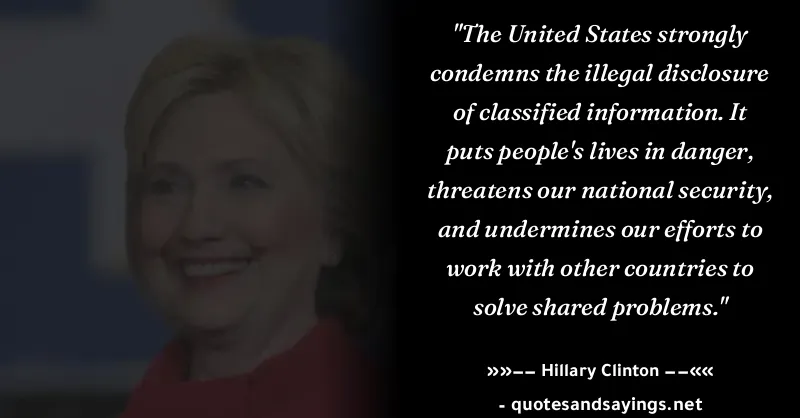 "The United States strongly
condemns the illegal disclosure
of classified information. It
puts people's lives in danger,
threatens our national security,
and undermines our efforts to
work with other countries to
solve shared problems."
»»–– Hillary Clinton ––««
- quotesandsayings.net